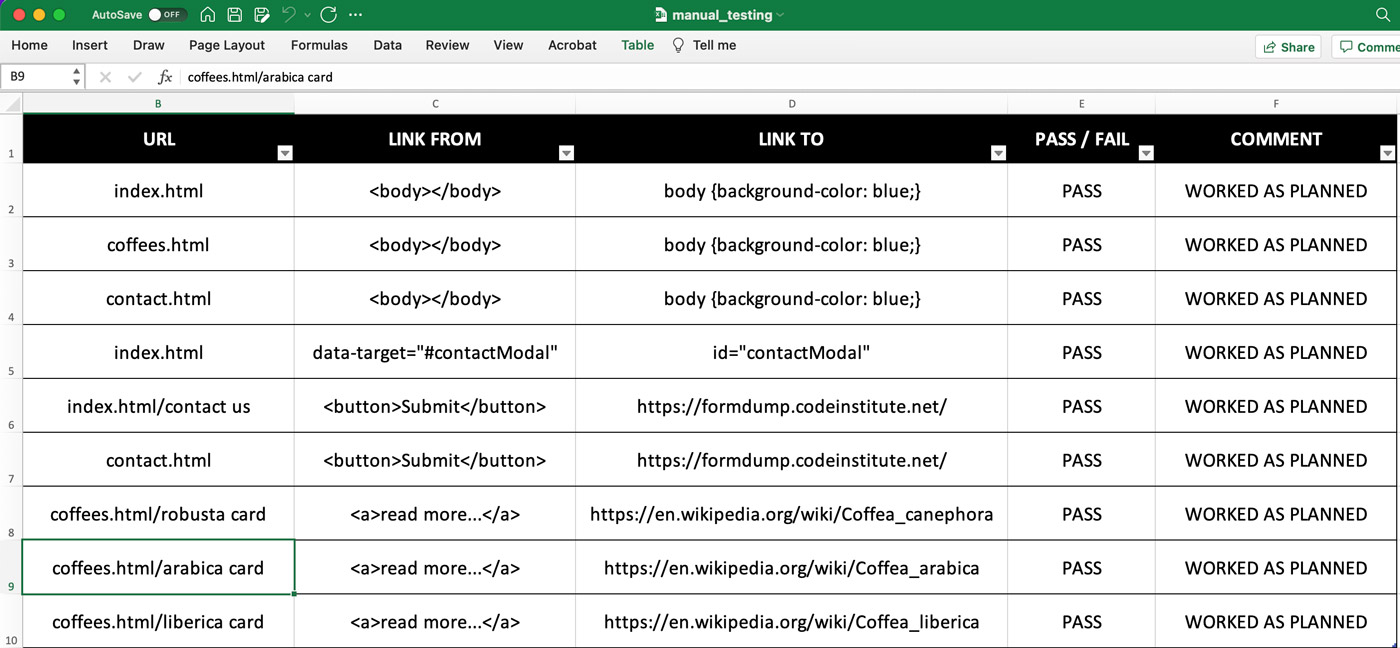 AutoSave OFF manual_testing
Home Insert Draw Page Layout Formulas Data Review View Acrobat Table Tell me Share Comme
B9 fx coffees.html/arabica card
B C D E F
1 URL LINK FROM LINK TO PASS / FAIL COMMENT
2 index.html <body></body> body {background-color: blue;} PASS WORKED AS PLANNED
3 coffees.html <body></body> body {background-color: blue;} PASS WORKED AS PLANNED
4 contact.html <body></body> body {background-color: blue;} PASS WORKED AS PLANNED
5 index.html data-target="#contactModal" id="contactModal" PASS WORKED AS PLANNED
6 index.html/contact us <button>Submit</button> https://formdump.codeinstitute.net/ PASS WORKED AS PLANNED
7 contact.html <button>Submit</button> https://formdump.codeinstitute.net/ PASS WORKED AS PLANNED
8 coffees.html/robusta card <a>read more...</a> https://en.wikipedia.org/wiki/Coffea_canephora PASS WORKED AS PLANNED
9 coffees.html/arabica card <a>read more...</a> https://en.wikipedia.org/wiki/Coffea_arabica PASS WORKED AS PLANNED
10 coffees.html/liberica card <a>read more...</a> https://en.wikipedia.org/wiki/Coffea_liberica PASS WORKED AS PLANNED